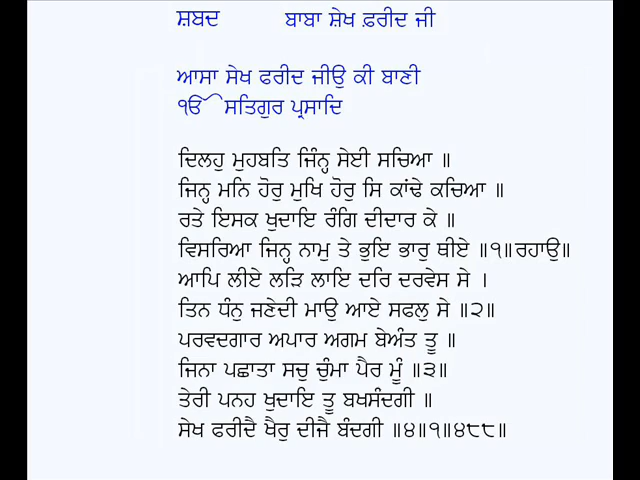 ਸ਼ਬਦ ਬਾਬਾ ਸ਼ੇਖ ਫ਼ਰੀਦ ਜੀ
ਆਸਾ ਸੇਖ ਫਰੀਦ ਜੀਉ ਕੀ ਬਾਣੀ
ੴ ਸਤਿਗੁਰ ਪ੍ਰਸਾਦਿ
ਦਿਲਹੁ ਮੁਹਬਤਿ ਜਿੰਨ੍ਹ ਸੇਈ ਸਚਿਆ ॥
ਜਿਨ੍ਹ ਮਨਿ ਹੋਰੁ ਮੁਖਿ ਹੋਰੁ ਸਿ ਕਾਂਢੇ ਕਚਿਆ ॥
ਰਤੇ ਇਸਕ ਖੁਦਾਇ ਰੰਗਿ ਦੀਦਾਰ ਕੇ ॥
ਵਿਸਰਿਆ ਜਿਨ੍ਹ ਨਾਮੁ ਤੇ ਭੁਇ ਭਾਰੁ ਥੀਏ ॥੧॥ਰਹਾਉ॥
ਆਪਿ ਲੀਏ ਲੜਿ ਲਾਇ ਦਰਿ ਦਰਵੇਸ ਸੇ ।
ਤਿਨ ਧੰਨੁ ਜਣੇਦੀ ਮਾਉ ਆਏ ਸਫਲੁ ਸੇ ॥੨॥
ਪਰਵਦਗਾਰ ਅਪਾਰ ਅਗਮ ਬੇਅੰਤ ਤੂ ॥
ਜਿਨਾ ਪਛਾਤਾ ਸਚੁ ਚੁੰਮਾ ਪੈਰ ਮੂੰ ॥੩॥
ਤੇਰੀ ਪਨਹ ਖੁਦਾਇ ਤੂ ਬਖਸੰਦਗੀ ॥
ਸੇਖ ਫਰੀਦੈ ਖੈਰੁ ਦੀਜੈ ਬੰਦਗੀ ॥੪॥੧॥੪੮੮॥